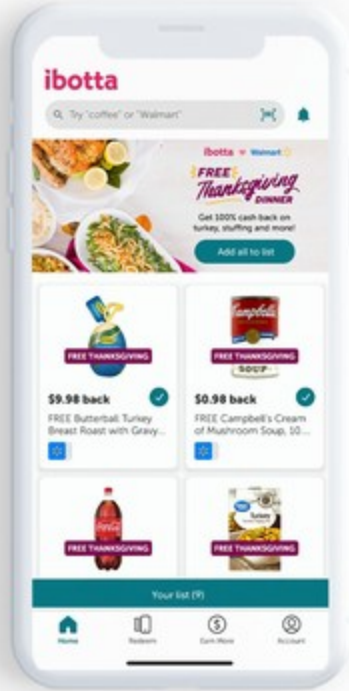 ibotta
Try "coffee" or "Walmart"
ibotta ♥ Walmart
FREE
Thanksgiving
DINNER
Get 100% cash back on
turkey, stuffing and more!
Add all to list
FREE THANKSGIVING
$9.98 back
FREE Butterball Turkey
Breast Roast with Gravy...
Campbell's
FREE THANKSGIVING
SOUP
$0.98 back
FREE Campbell's Cream
of Mushroom Soup, 10....
Coca-Cola
FREE THANKSGIVING
Turkey
FREE THANKSGIVING
Your list (9)
Home
Redeem
Earn More
Account